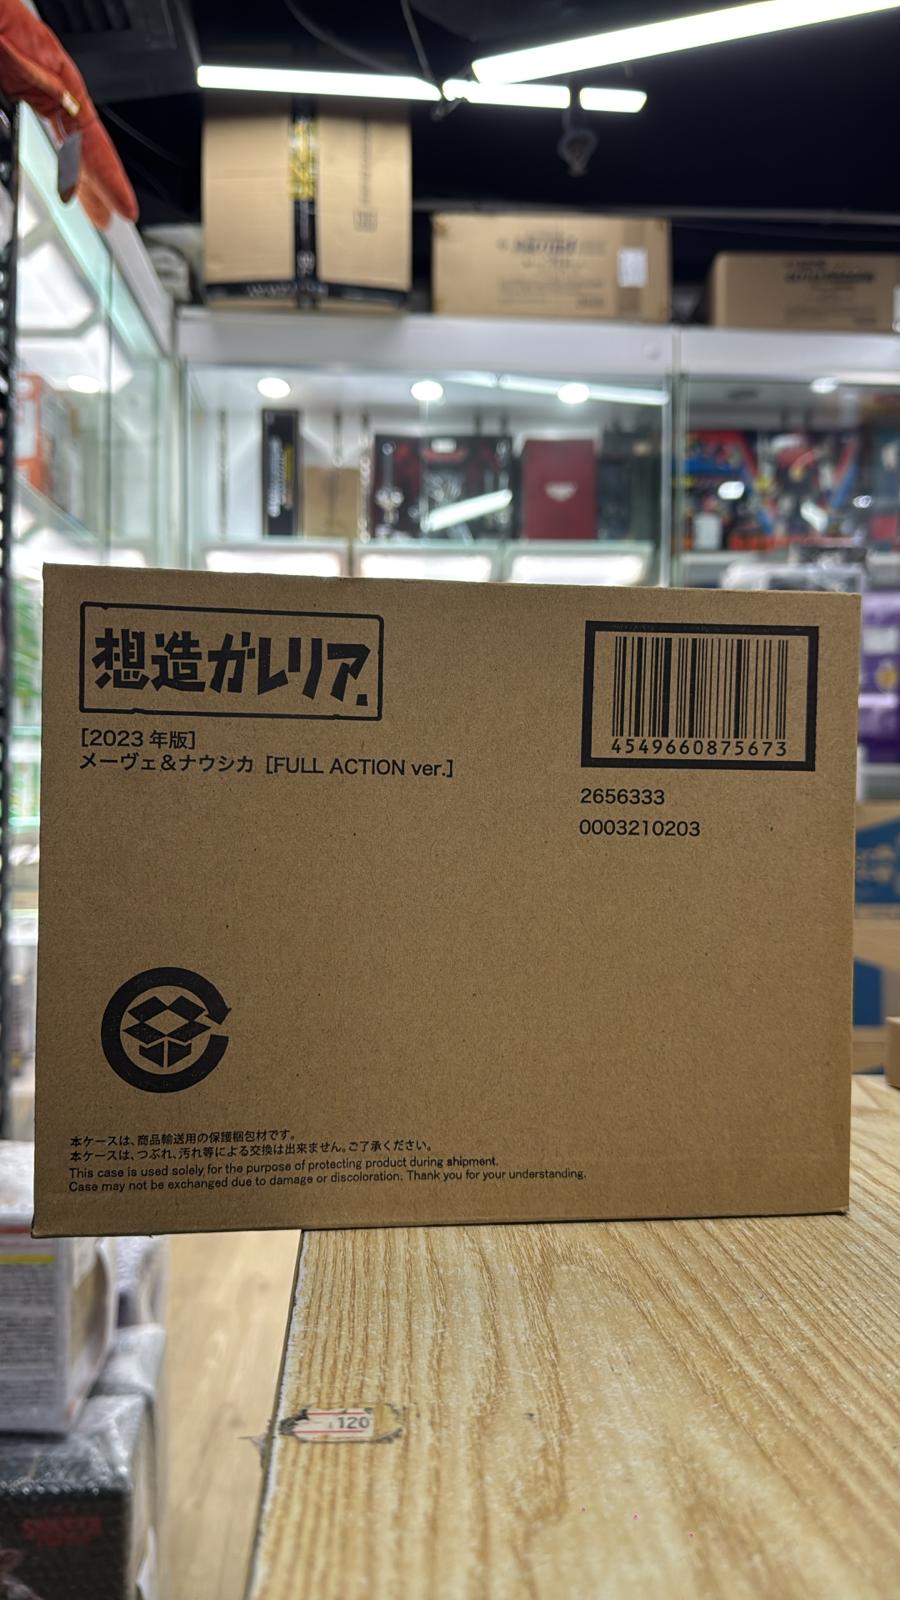 想造ガレリア.
[2023 年版]
メーヴェ&ナウシカ [FULL ACTION ver.]
4549660875673
2656333
0003210203
本ケースは、商品輸送用の保護梱包材です。
本ケースは、つぶれ、汚れ等による交換は出来ません。ご了承ください。
This case is used solely for the purpose of protecting product during shipment.
Case may not be exchanged due to damage or discoloration. Thank you for your understanding.
120